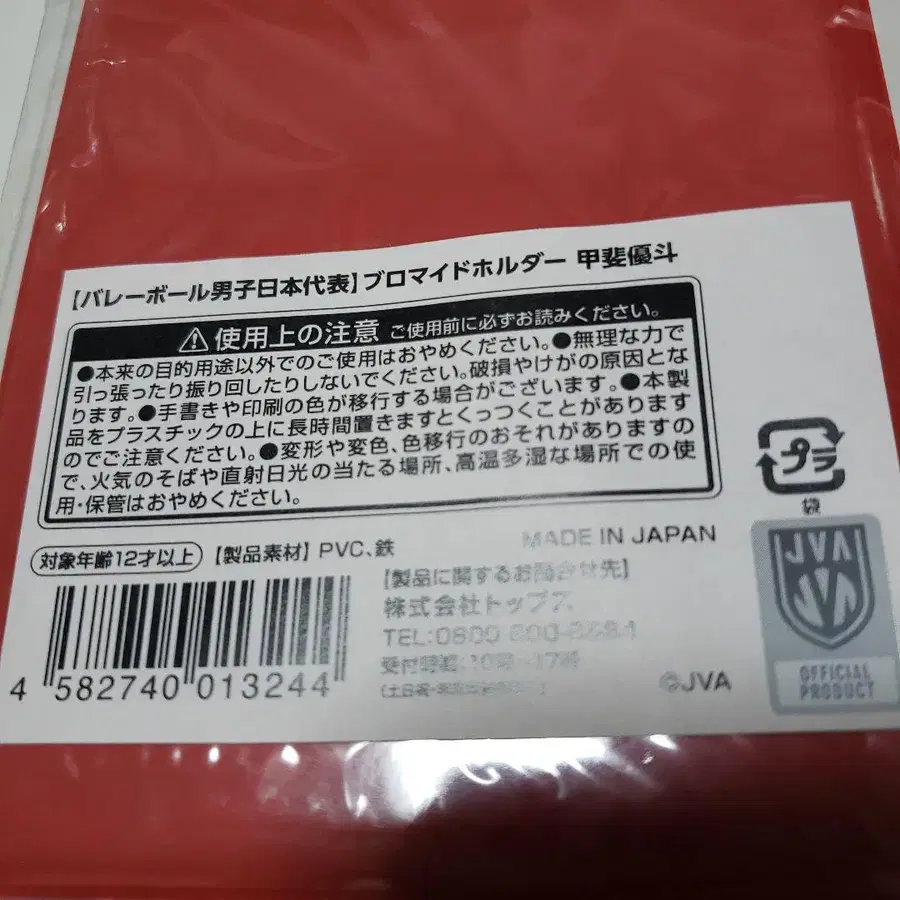 【バレーボール男子日本代表】ブロマイドホルダー 甲斐優斗
使用上の注意 ご使用前に必ずお読みください。
●本来の目的用途以外でのご使用はおやめください。●無理な力で
引っ張ったり振り回したりしないでください。破損やけがの原因とな
ります。●手書きや印刷の色が移行する場合がございます。●本製
品をプラスチックの上に長時間置きますとくっつくことがあります
のでご注意ください。●変形や変色、色移行のおそれがありますの
で、火気のそばや直射日光の当たる場所、高温多湿な場所での使
用・保管はおやめください。
プラ
袋
対象年齢12才以上 【製品素材】PVC、鉄
MADE IN JAPAN
【製品に関するお問合せ先】
株式会社トップス
TEL:0800
受付時間:10時~17時
4 582740 013244
©JVA
JVA
OFFICIAL
PRODUCT